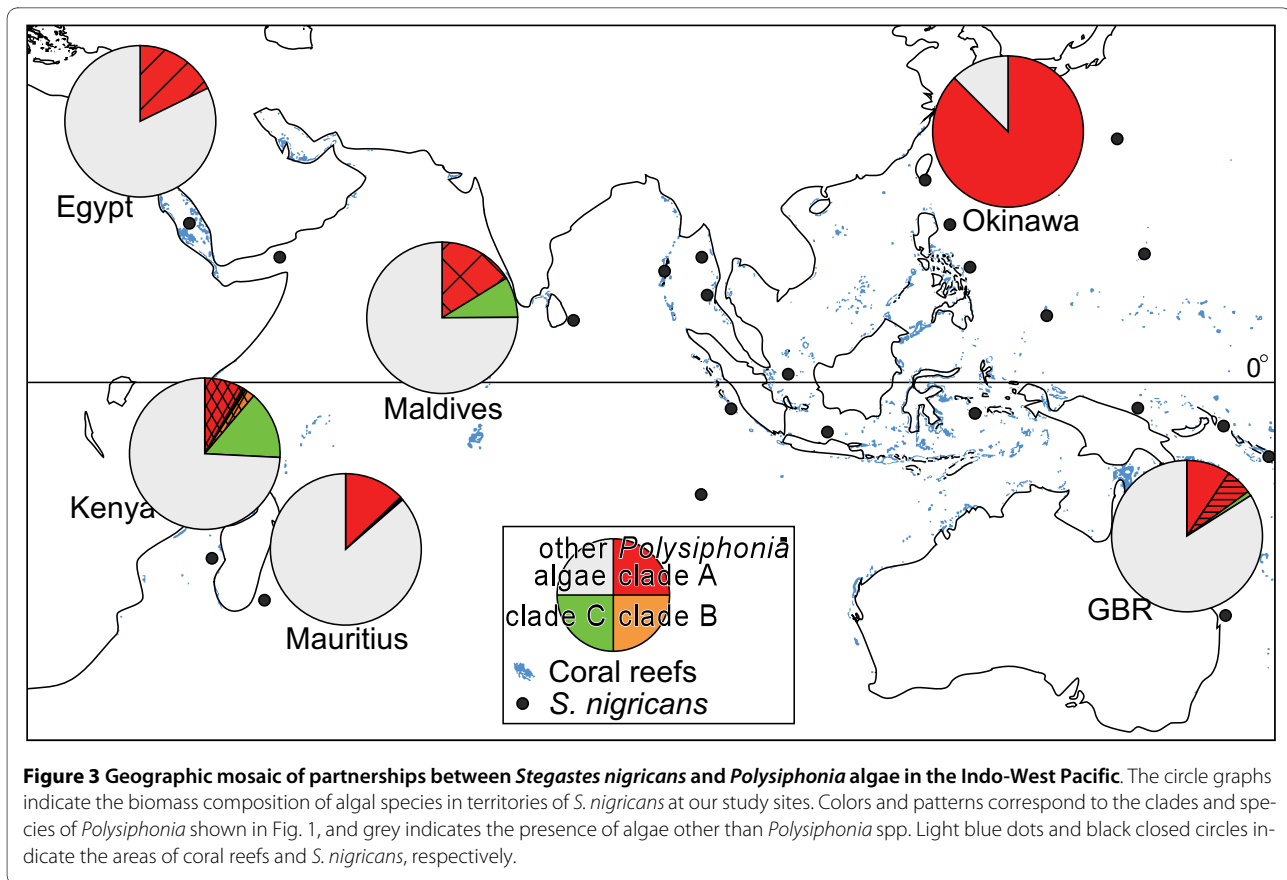 Egypt
Okinawa
Maldives
0°
Kenya
Mauritius
GBR
other Polysiphonia
algae clade A
clade C clade B
Coral reefs
S. nigricans
Figure 3 Geographic mosaic of partnerships between Stegastes nigricans and Polysiphonia algae in the Indo-West Pacific. The circle graphs
indicate the biomass composition of algal species in territories of S. nigricans at our study sites. Colors and patterns correspond to the clades and spe-
cies of Polysiphonia shown in Fig. 1, and grey indicates the presence of algae other than Polysiphonia spp. Light blue dots and black closed circles in-
dicate the areas of coral reefs and S. nigricans, respectively.